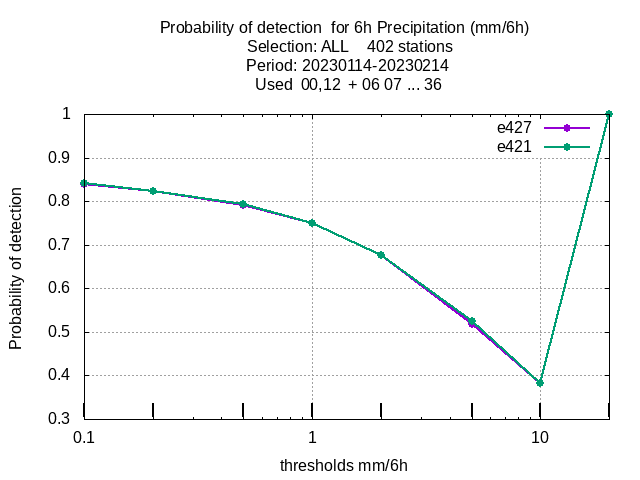 Probability of detection  for 6h Precipitation (mm/6h)
Selection: ALL    402 stations
Period: 20230114-20230214
Used  00,12  + 06 07 ... 36
e427
e421
1
0.9
0.8
0.7
0.6
0.5
0.4
0.3
Probability of detection
0.1
1
10
thresholds mm/6h